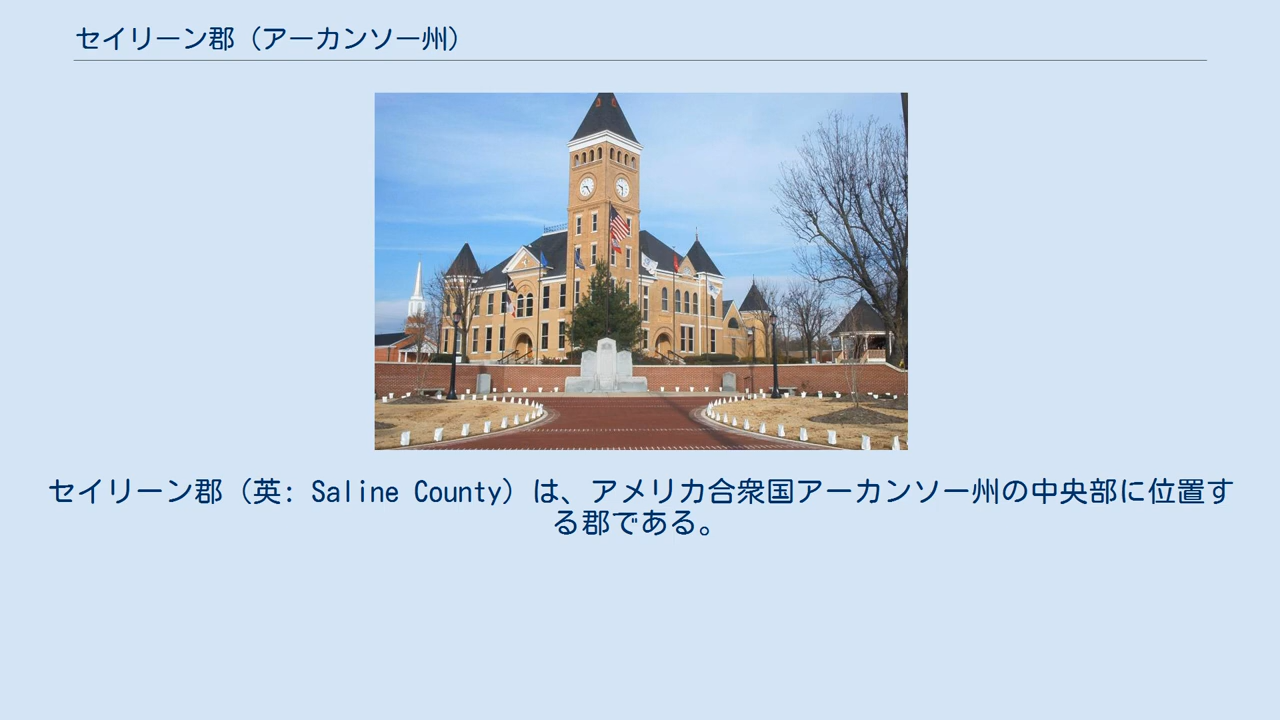 セイリーン郡（アーカンソー州）
セイリーン郡（英: Saline County）は、アメリカ合衆国アーカンソー州の中央部に位置す
る郡である。